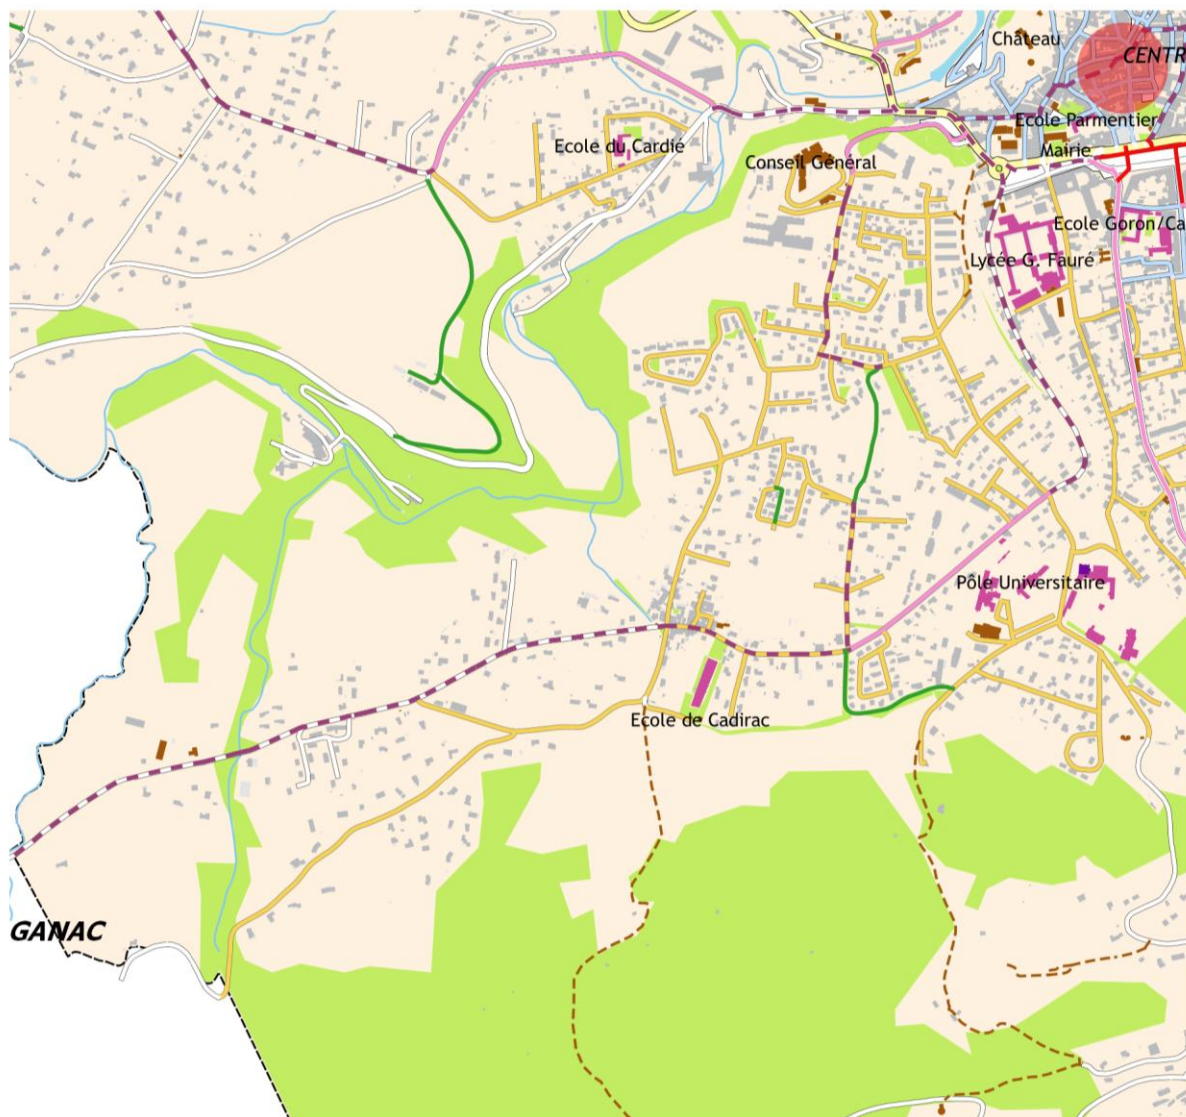 Château
CENTR
Ecole Parmentier
Ecole du Cardié
Mairie
Conseil Général
Ecole Goron/Ca
Lycée G. Fauré
Pôle Universitaire
Ecole de Cadirac
GANAC